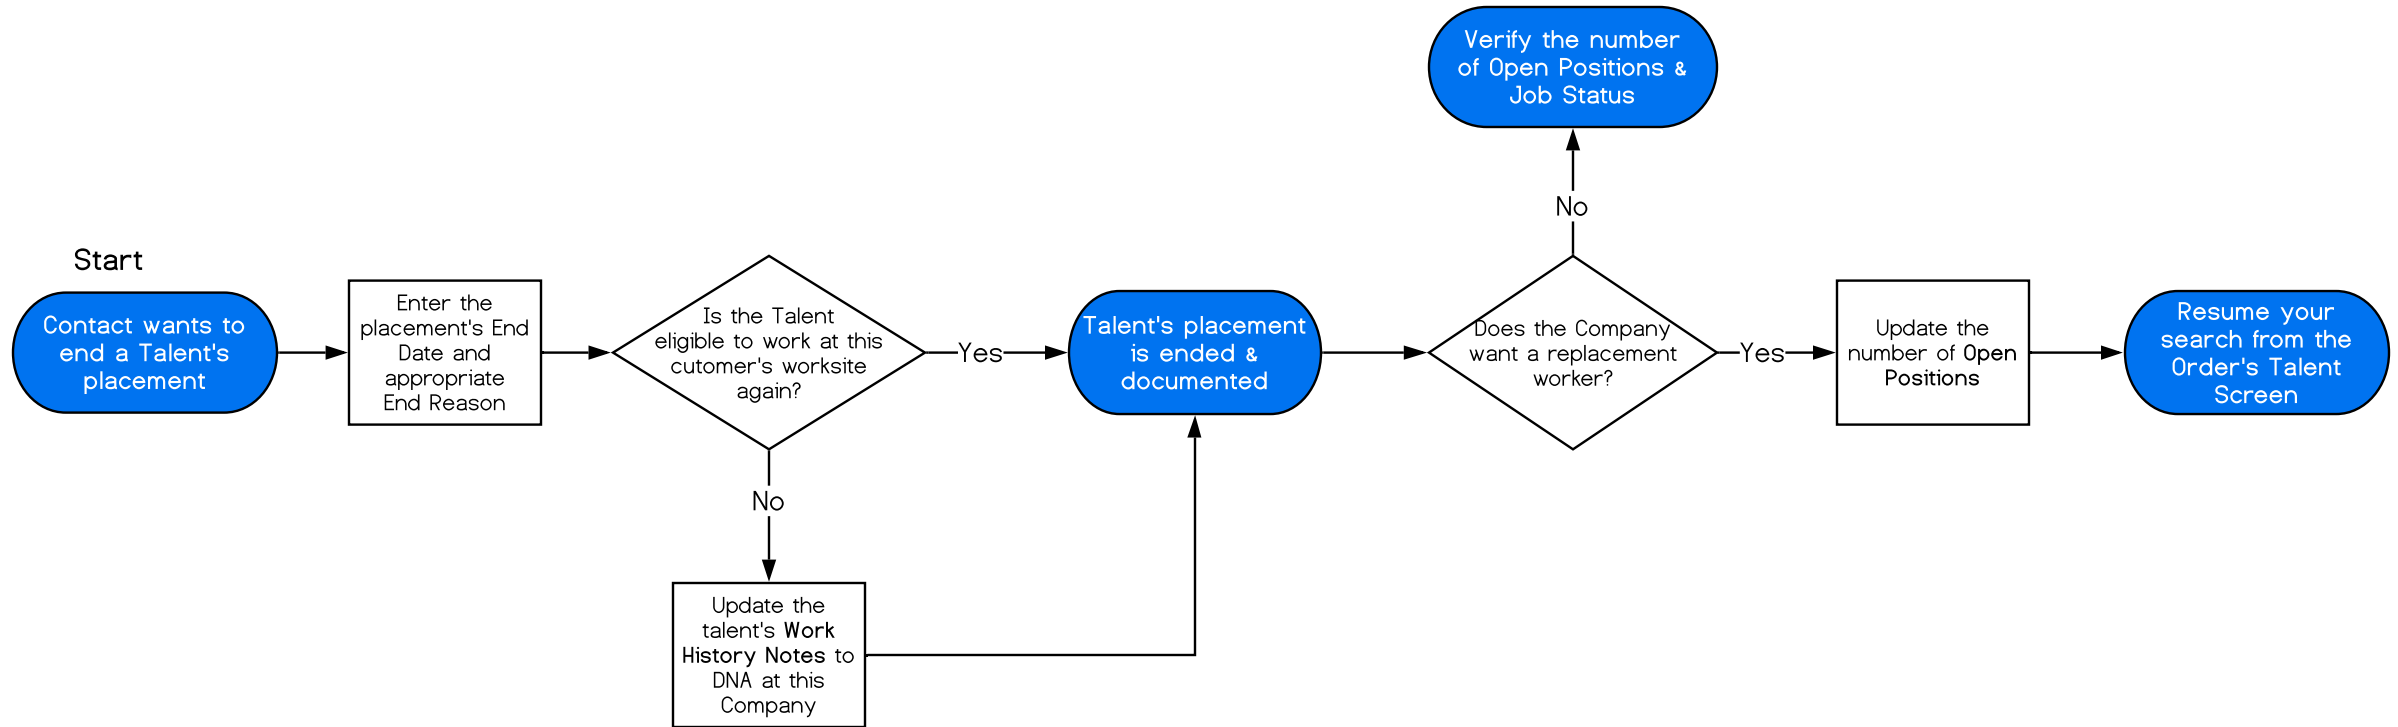 Start
Contact wants to
end a Talent's
placement
Enter the
placement's End
Date and
appropriate
End Reason
Is the Talent
eligible to work at this
cutomer's worksite
again?
Yes
No
Update the
talent's Work
History Notes to
DNA at this
Company
Talent's placement
is ended &
documented
Does the Company
want a replacement
worker?
No
Verify the number
of Open Positions &
Job Status
Yes
Update the
number of Open
Positions
Resume your
search from the
Order's Talent
Screen